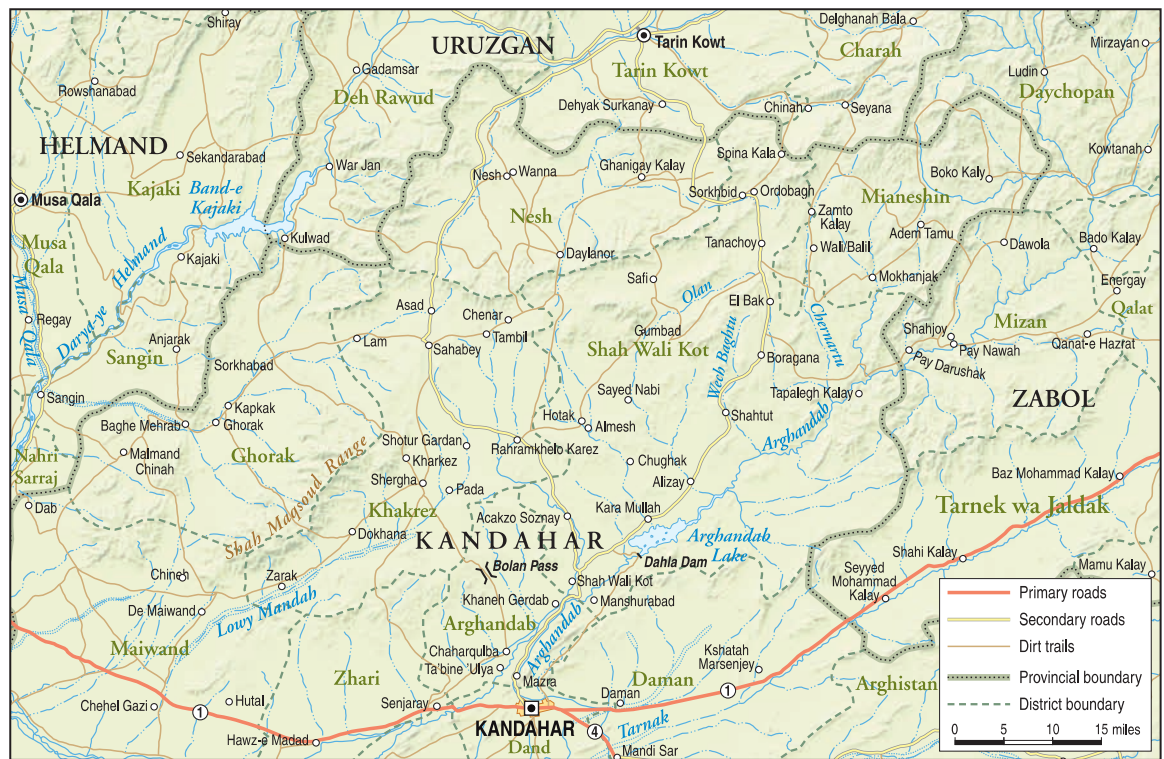 Shiray
URUZGAN
Tarin Kowt
Delghanah Bala
Charah
Mirzayan
Rowshanabad
Gadamsar
Deh Rawud
Tarin Kowt
Ludin
Daychopan
Dehyak Surkanay
Chinah
Seyana
HELMAND
Sekandarabad
War Jan
Spina Kala
Kowtanah
Kajaki
Band-e
Kajaki
Nesh
Wanna
Ghanigay Kalay
Boko Kaly
Musa Qala
Nesh
Sorkhbid
Ordobagh
Mianeshin
Zamto
Kalay
Adem Tamu
Musa
Qala
Kulwad
Tanachoy
Wali/Balil
Dawola
Bado Kalay
Kajaki
Helmand
Darya-ye
Daylanor
Safi
Olan
Mokhanjak
Energay
Musa Qala
Regay
Asad
Chenar
El Bak
Chernartu
Qalat
Mizan
Anjarak
Sangin
Lam
Tambil
Gumbad
Shah Wali Kot
Wech Baghtu
Shahjoy
Pay Nawah
Qanat-e Hazrat
Sorkhabad
Sahabey
Boragana
Pay Darushak
Sangin
Sayed Nabi
Tapalegh Kalay
ZABOL
Kapkak
Baghe Mehrab
Ghorak
Hotak
Almesh
Shahtut
Arghandab
Nahri
Sarraj
Malmand
Chinah
Ghorak
Shotur Gardan
Rahramkhelo Karez
Kharkez
Chughak
Shah Maqsoud Range
Shergha
Pada
Alizay
Baz Mohammad Kalay
Dab
Khakrez
Acakzo Soznay
Kara Mullah
Tarnek wa Jaldak
Dokhana
KANDAHAR
Arghandab
Lake
Bolan Pass
Dahla Dam
Shahi Kalay
Chineh
Zarak
Shah Wali Kot
Seyyed
Mohammad
Kalay
Mamu Kalay
De Maiwand
Lowy Mandah
Khaneh Gerdab
Manshurabad
Arghandab
Maiwand
Chaharqulba
Ta'bine 'Ulya
Arghandab
Kshatah
Marsenjey
Zhari
Mazra
Daman
Daman
Arghistan
Chehel Gazi
Hutal
1
Senjaray
1
KANDAHAR
Tarnak
4
Hawz-e Madad
Dand
Mandi Sar
Primary roads
Secondary roads
Dirt trails
Provincial boundary
District boundary
0 5 10 15 miles